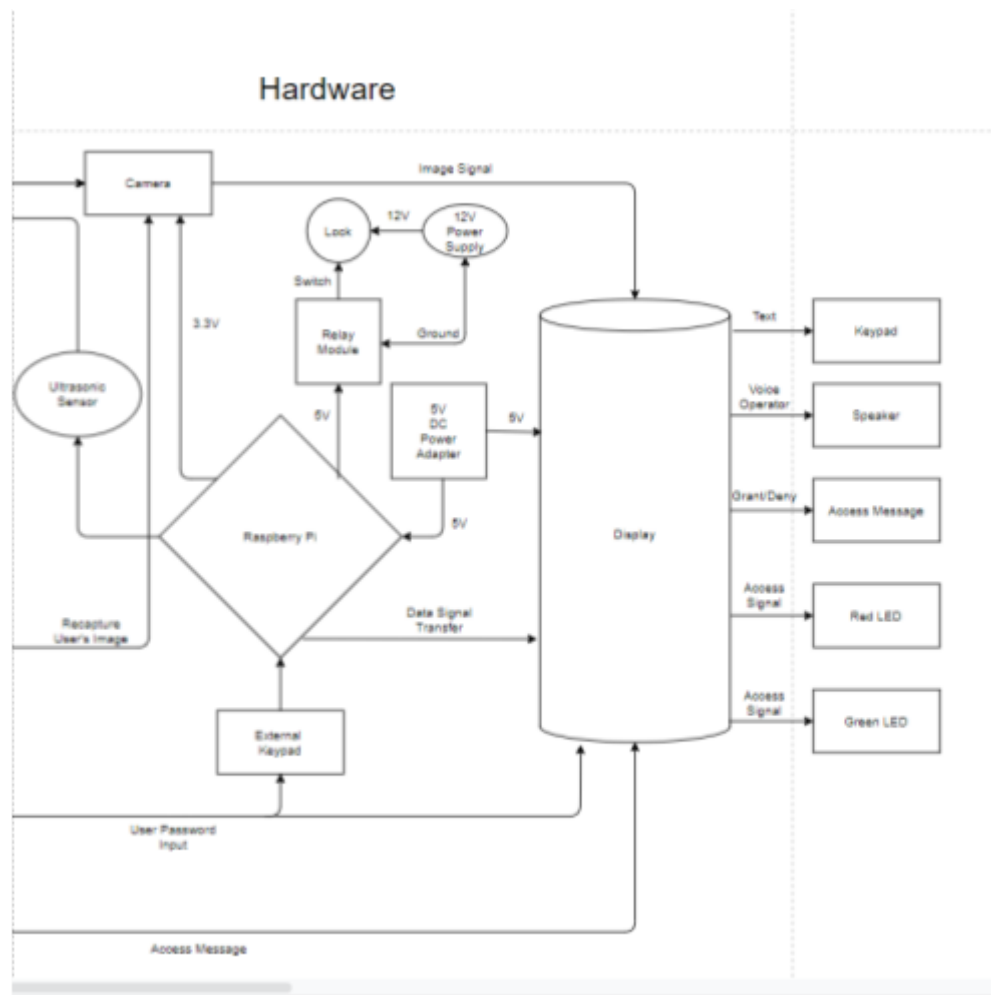 Hardware
Camera
Image Signal
Lock
12V
12V
Power
Supply
Switch
3.3V
Relay
Module
Ground
Text
Keypad
Ultrasonic
Sensor
5V
5V
DC
Power
Adapter
5V
Voice
Operator
Speaker
Grant/Deny
Access Message
5V
Raspberry Pi
Display
Recapture
User's Image
Data Signal
Transfer
Access
Signal
Red LED
External
Keypad
Access
Signal
Green LED
User Password
Input
Access Message